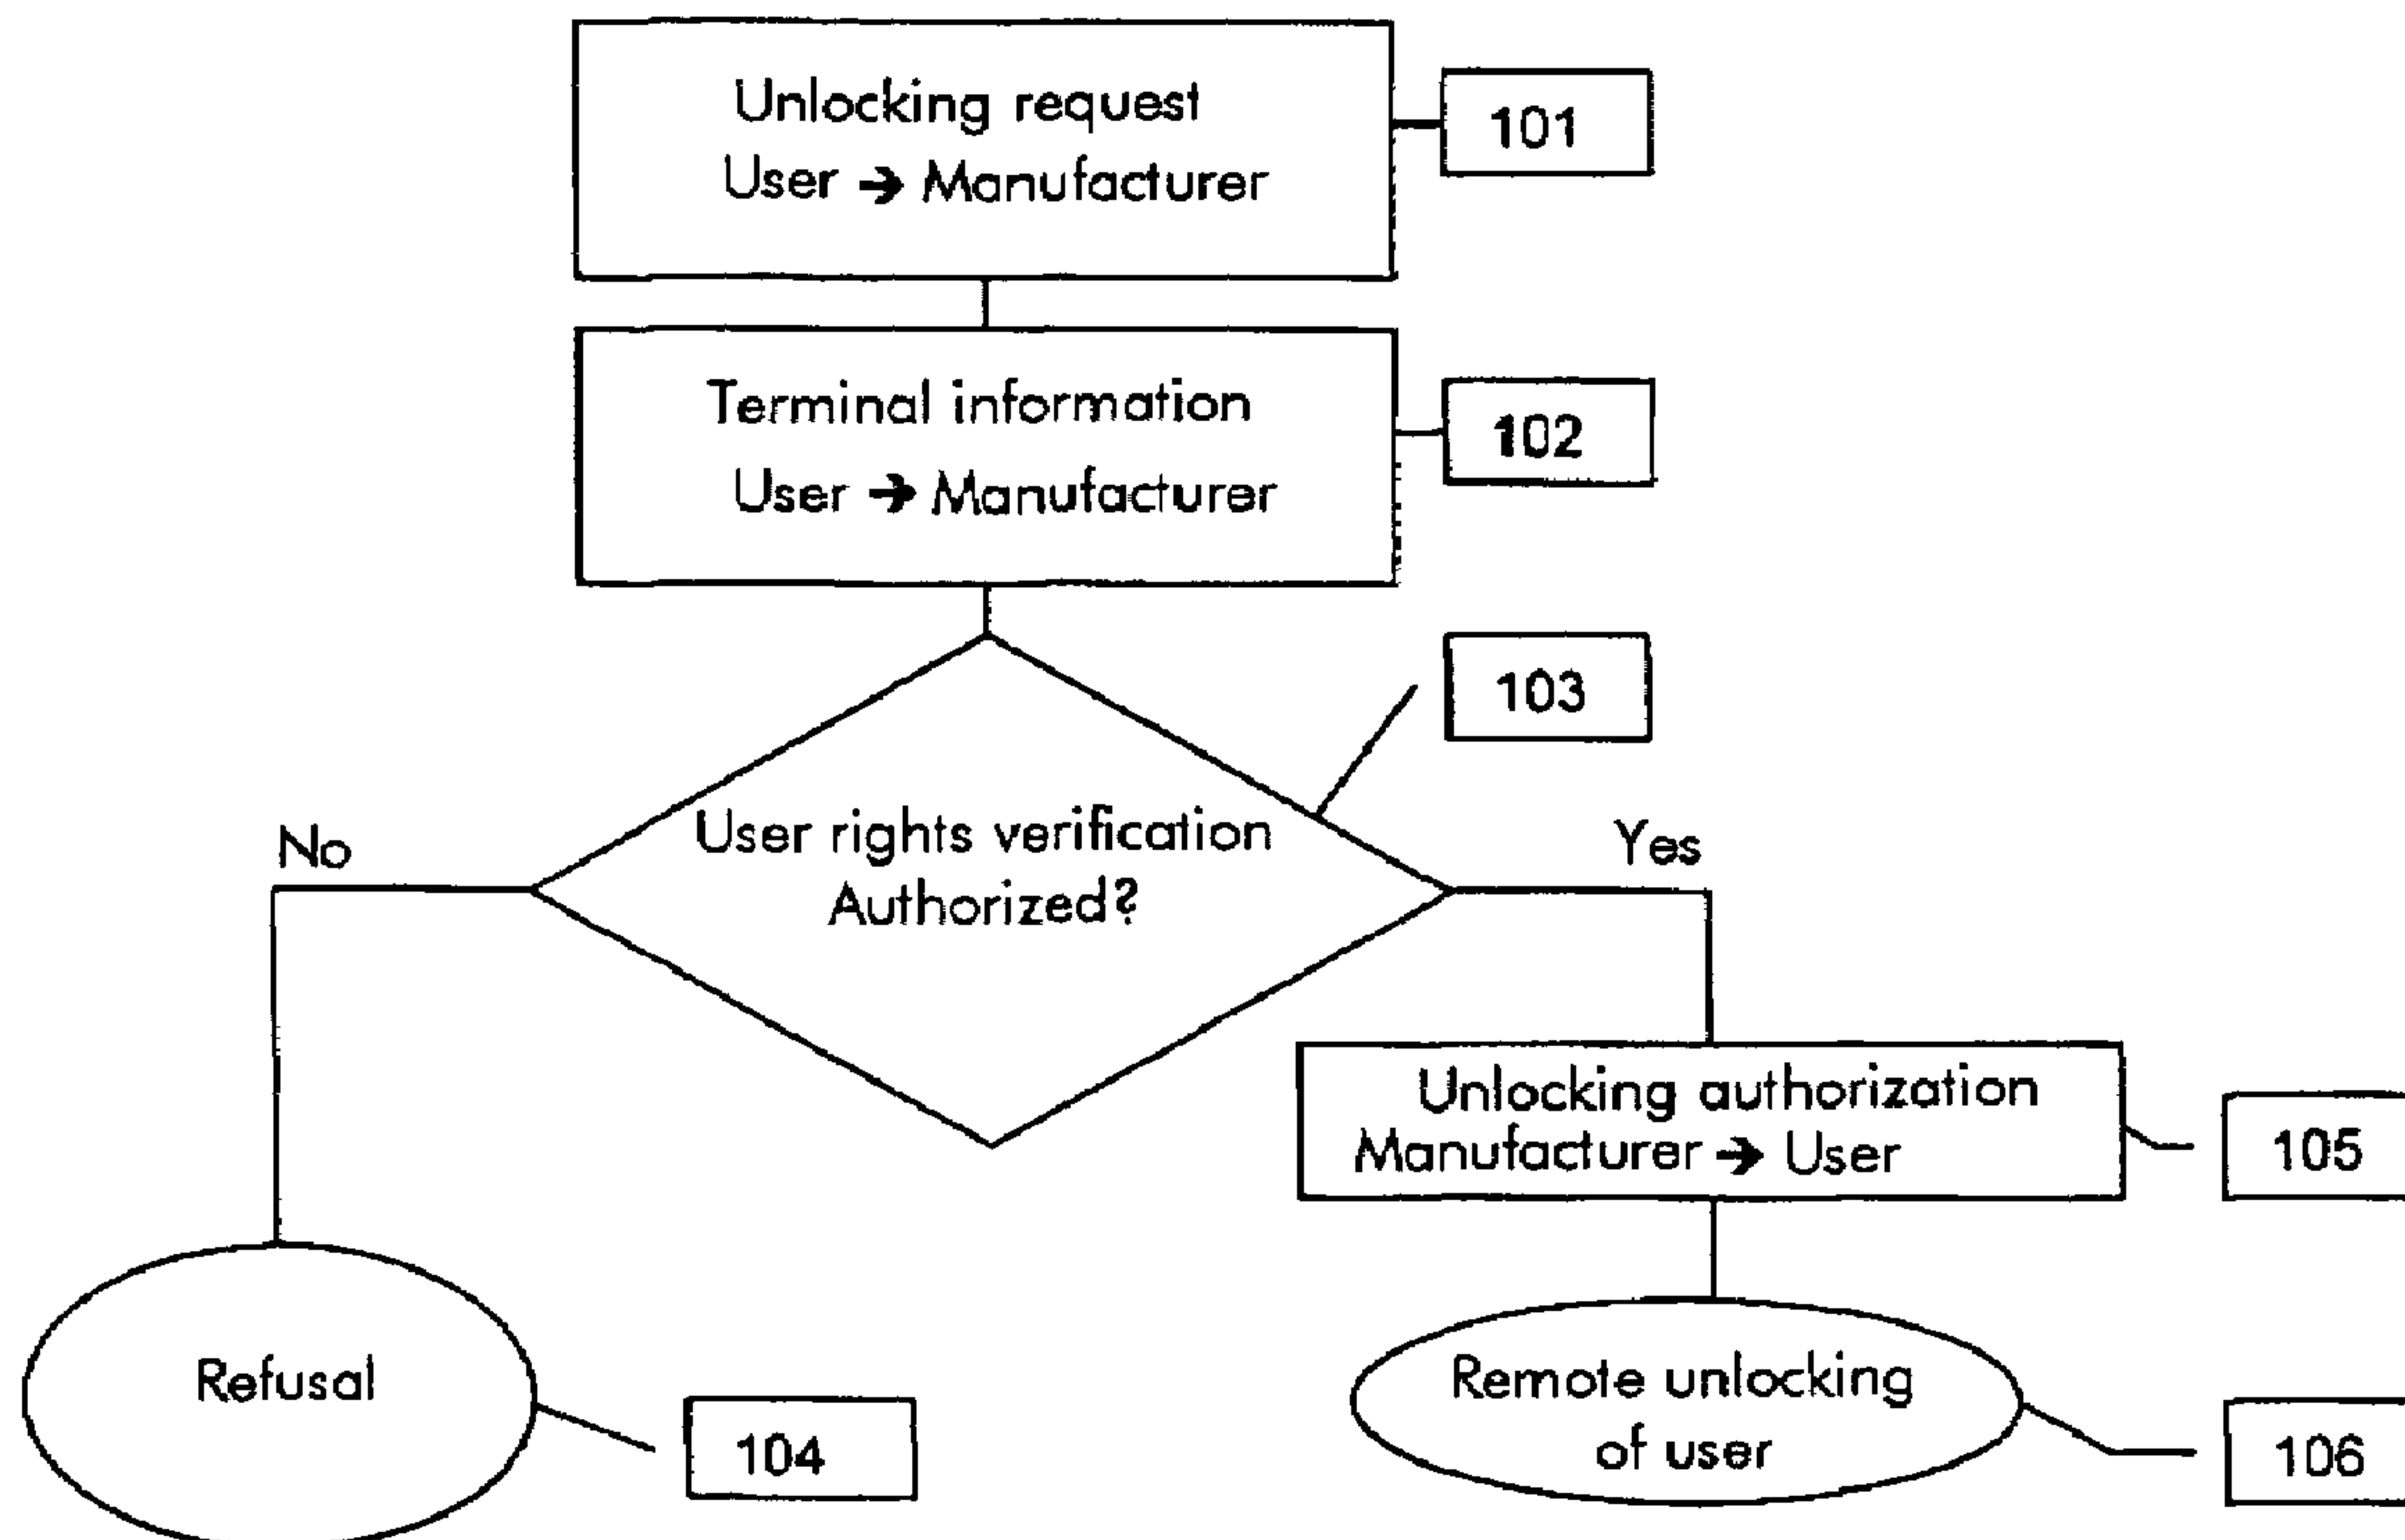 Unlocking request
User → Manufacturer
101
Terminal information
User → Manufacturer
102
103
User rights verification
Authorized?
No
Yes
Unlocking authorization
Manufacturer → User
105
Refusal
104
Remote unlocking
of user
106